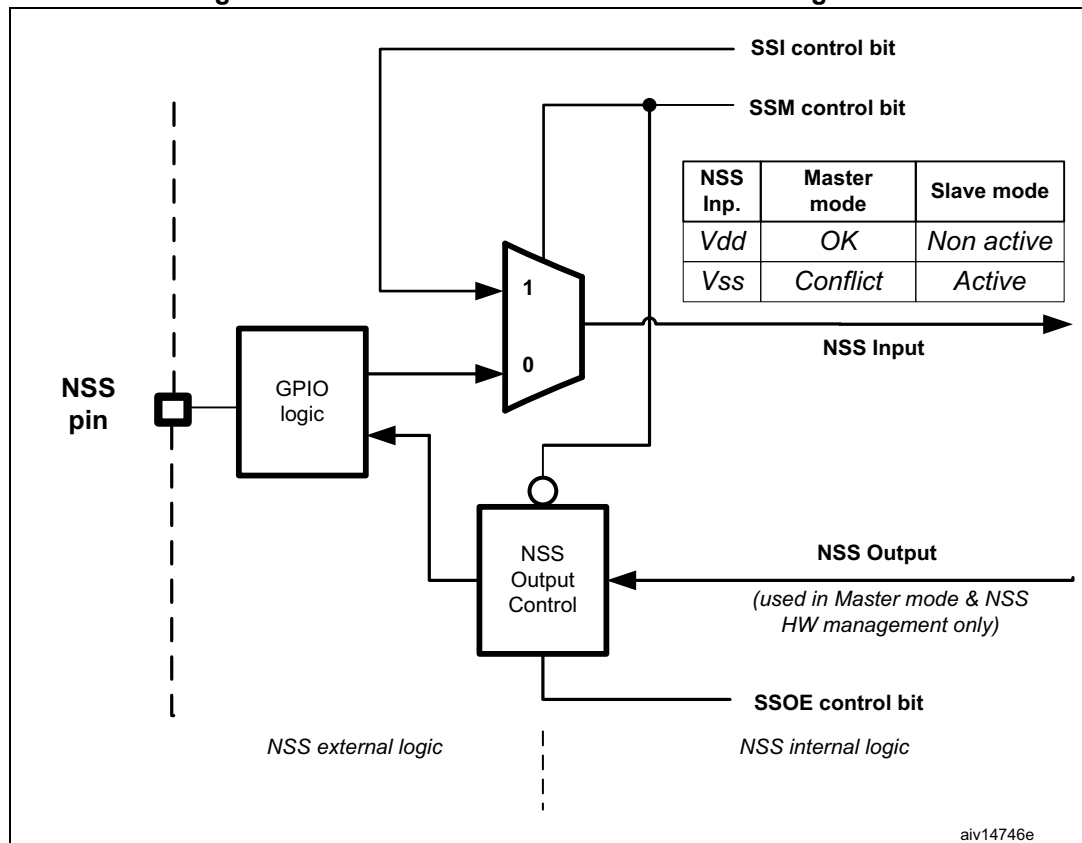 SSI control bit
SSM control bit
NSS Inp.
Master mode
Slave mode
Vdd
OK
Non active
Vss
Conflict
Active
1
0
NSS Input
NSS pin
GPIO logic
NSS Output Control
NSS Output
(used in Master mode & NSS
HW management only)
SSOE control bit
NSS external logic
NSS internal logic
aiv14746e